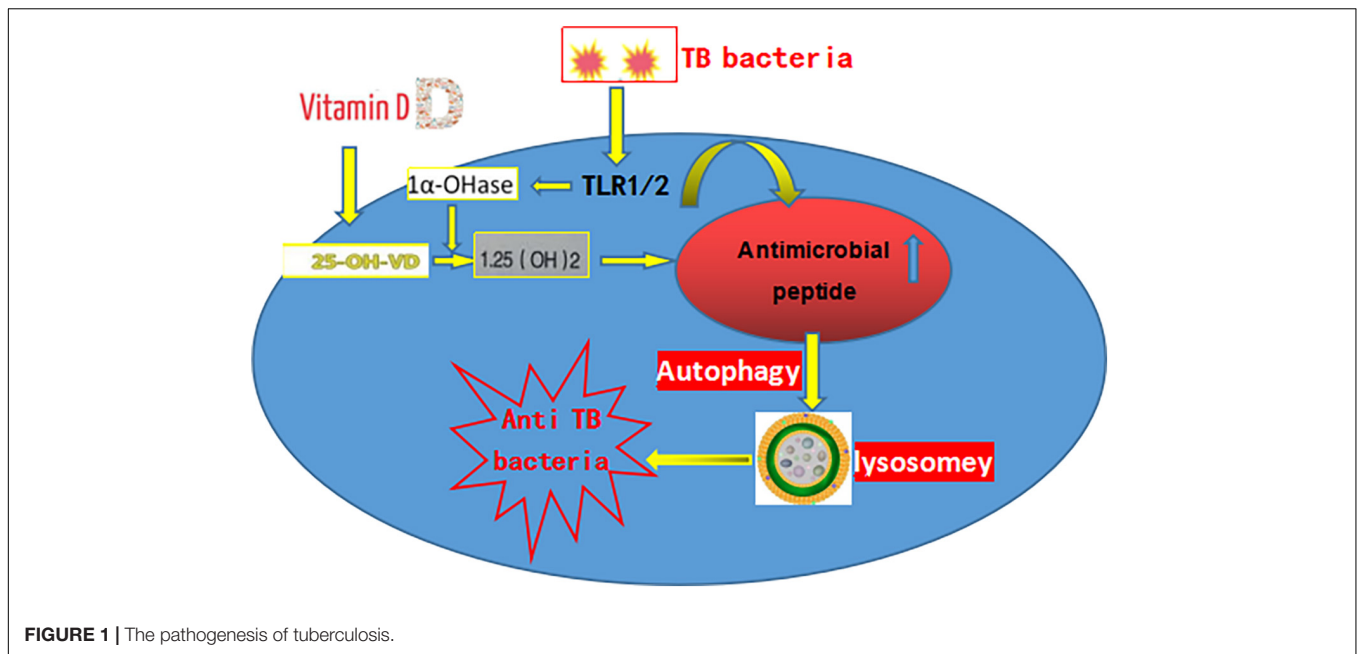 TB bacteria
Vitamin D D
1α-OHase
TLR1/2
25-OH-VD
1.25 (OH)2
Antimicrobial
peptide
Autophagy
lysosomey
Anti TB
bacteria
FIGURE 1 | The pathogenesis of tuberculosis.